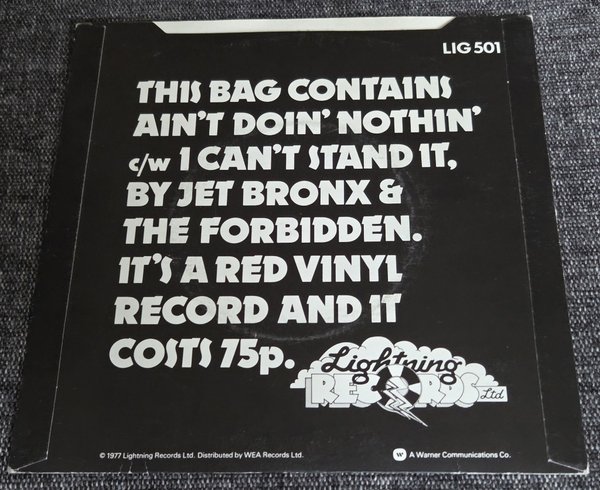 LIG 501
THIS BAG CONTAINS
AIN'T DOIN' NOTHIN'
c/w I CAN'T STAND IT,
BY JET BRONX &
THE FORBIDDEN.
IT'S A RED VINYL
RECORD AND IT
COSTS 75p.
Lightning
RECORDS Ltd
© 1977 Lightning Records Ltd. Distributed by WEA Records Ltd.
W A Warner Communications Co.